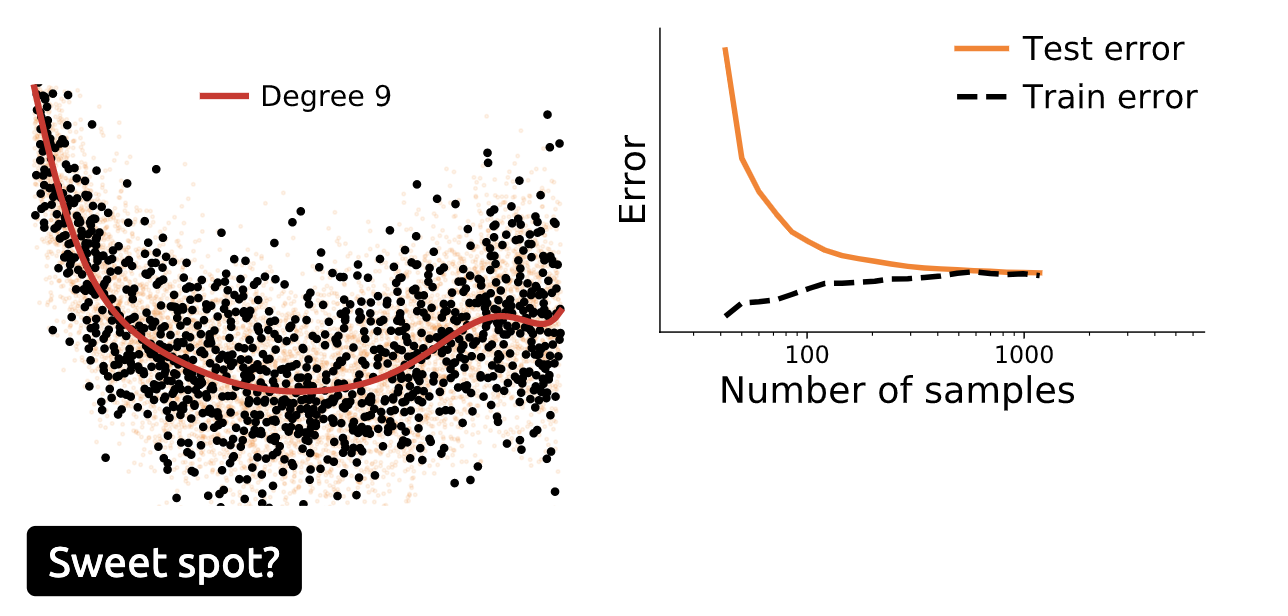 Degree 9
Test error
Train error
Error
100
1000
Number of samples
Sweet spot?